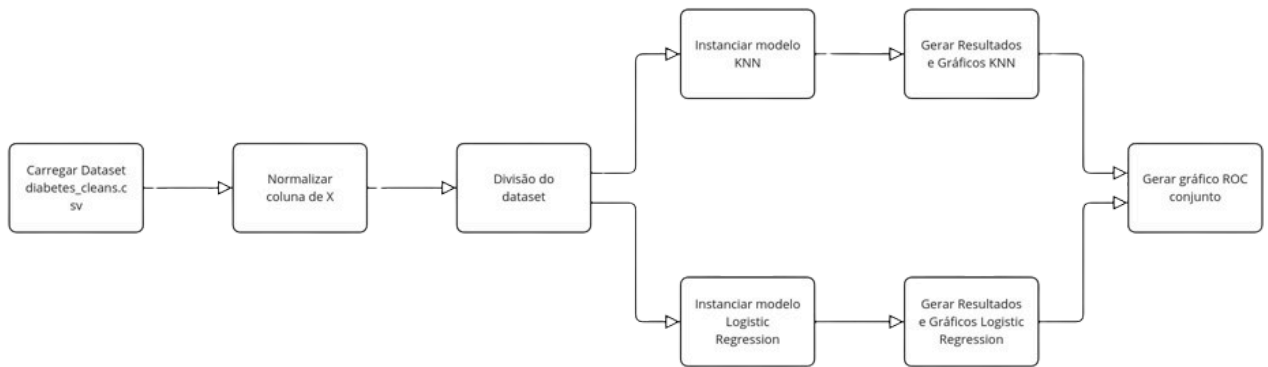 Carregar Dataset
diabetes_cleans.c
sv
Normalizar
coluna de X
Divisão do
dataset
Instanciar modelo
KNN
Gerar Resultados
e Gráficos KNN
Instanciar modelo
Logistic
Regression
Gerar Resultados
e Gráficos Logistic
Regression
Gerar gráfico ROC
conjunto